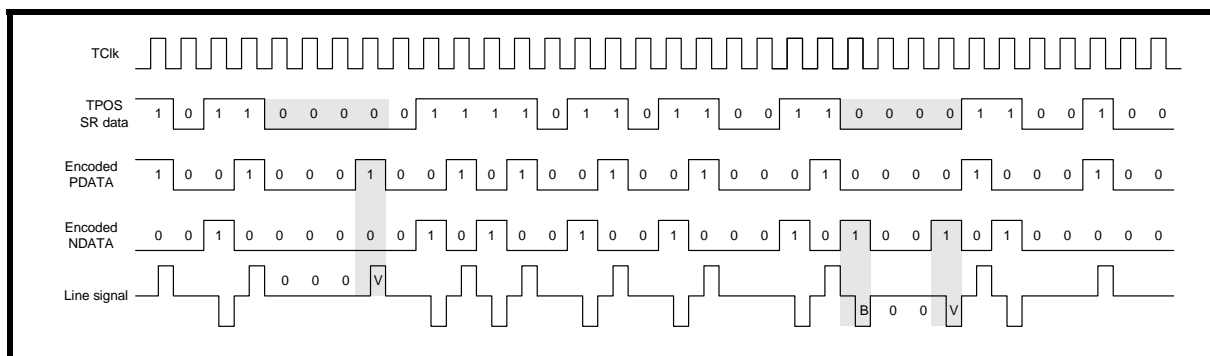 TClk
TPOS
SR data
1 0 1 1 0 0 0 0 0 1 1 1 1 0 1 1 0 1 1 0 0 1 1 0 0 0 0 1 1 0 0 1 0 0
Encoded
PDATA
1 0 0 1 0 0 0 1 0 0 1 0 1 0 0 1 0 0 1 0 0 0 1 0 0 0 0 1 0 0 0 1 0 0
Encoded
NDATA
0 0 1 0 0 0 0 0 0 1 0 1 0 0 1 0 0 1 0 0 0 1 0 1 0 0 1 0 1 0 0 0 0 0
Line signal
0 0 0 V
B 0 0 V